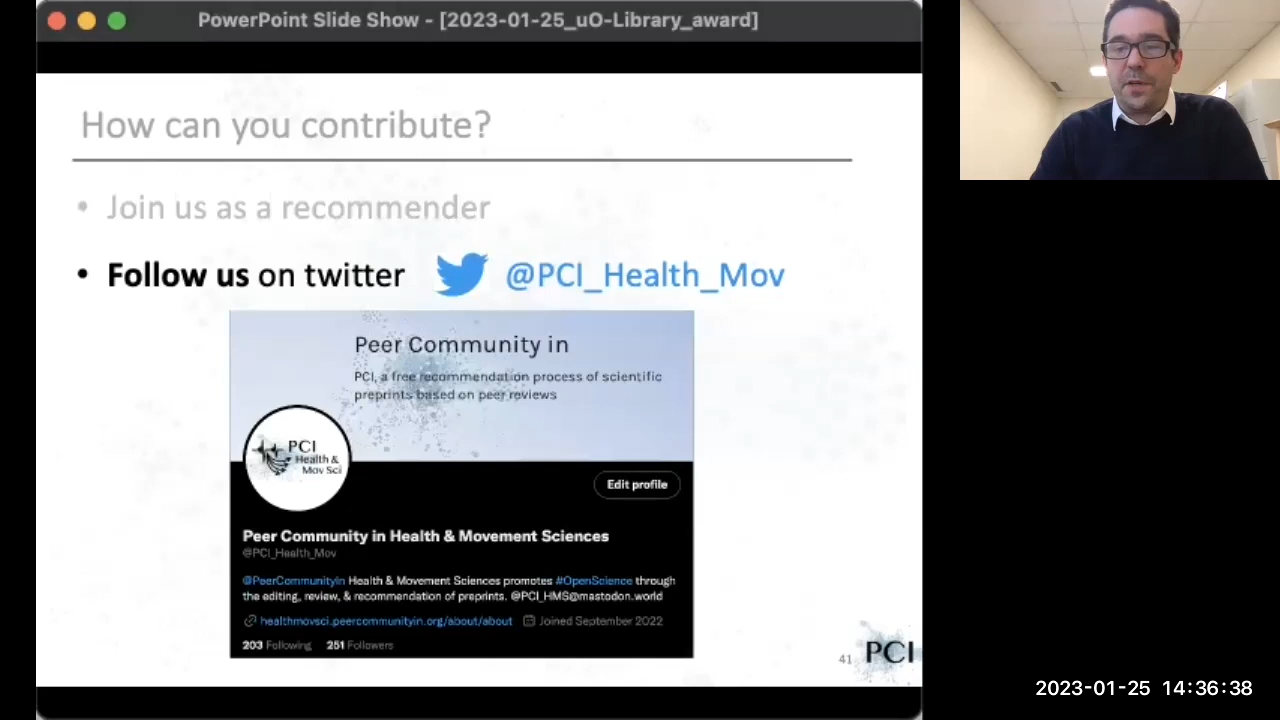 PowerPoint Slide Show - [2023-01-25_uO-Library_award]
How can you contribute?
• Join us as a recommender
• Follow us on twitter @PCI_Health_Mov
Peer Community in
PCI, a free recommendation process of scientific
preprints based on peer reviews
PCI
Health &
Mov Sci
Edit profile
Peer Community in Health & Movement Sciences
@PCI_Health_Mov
@PeerCommunityIn Health & Movement Sciences promotes #OpenScience through
the editing, review, & recommendation of preprints. @PCI_HMS@mastodon.world
healthmovsci.peercommunityin.org/about/about Joined September 2022
203 Following 251 Followers
41 PCI
2023-01-25 14:36:38